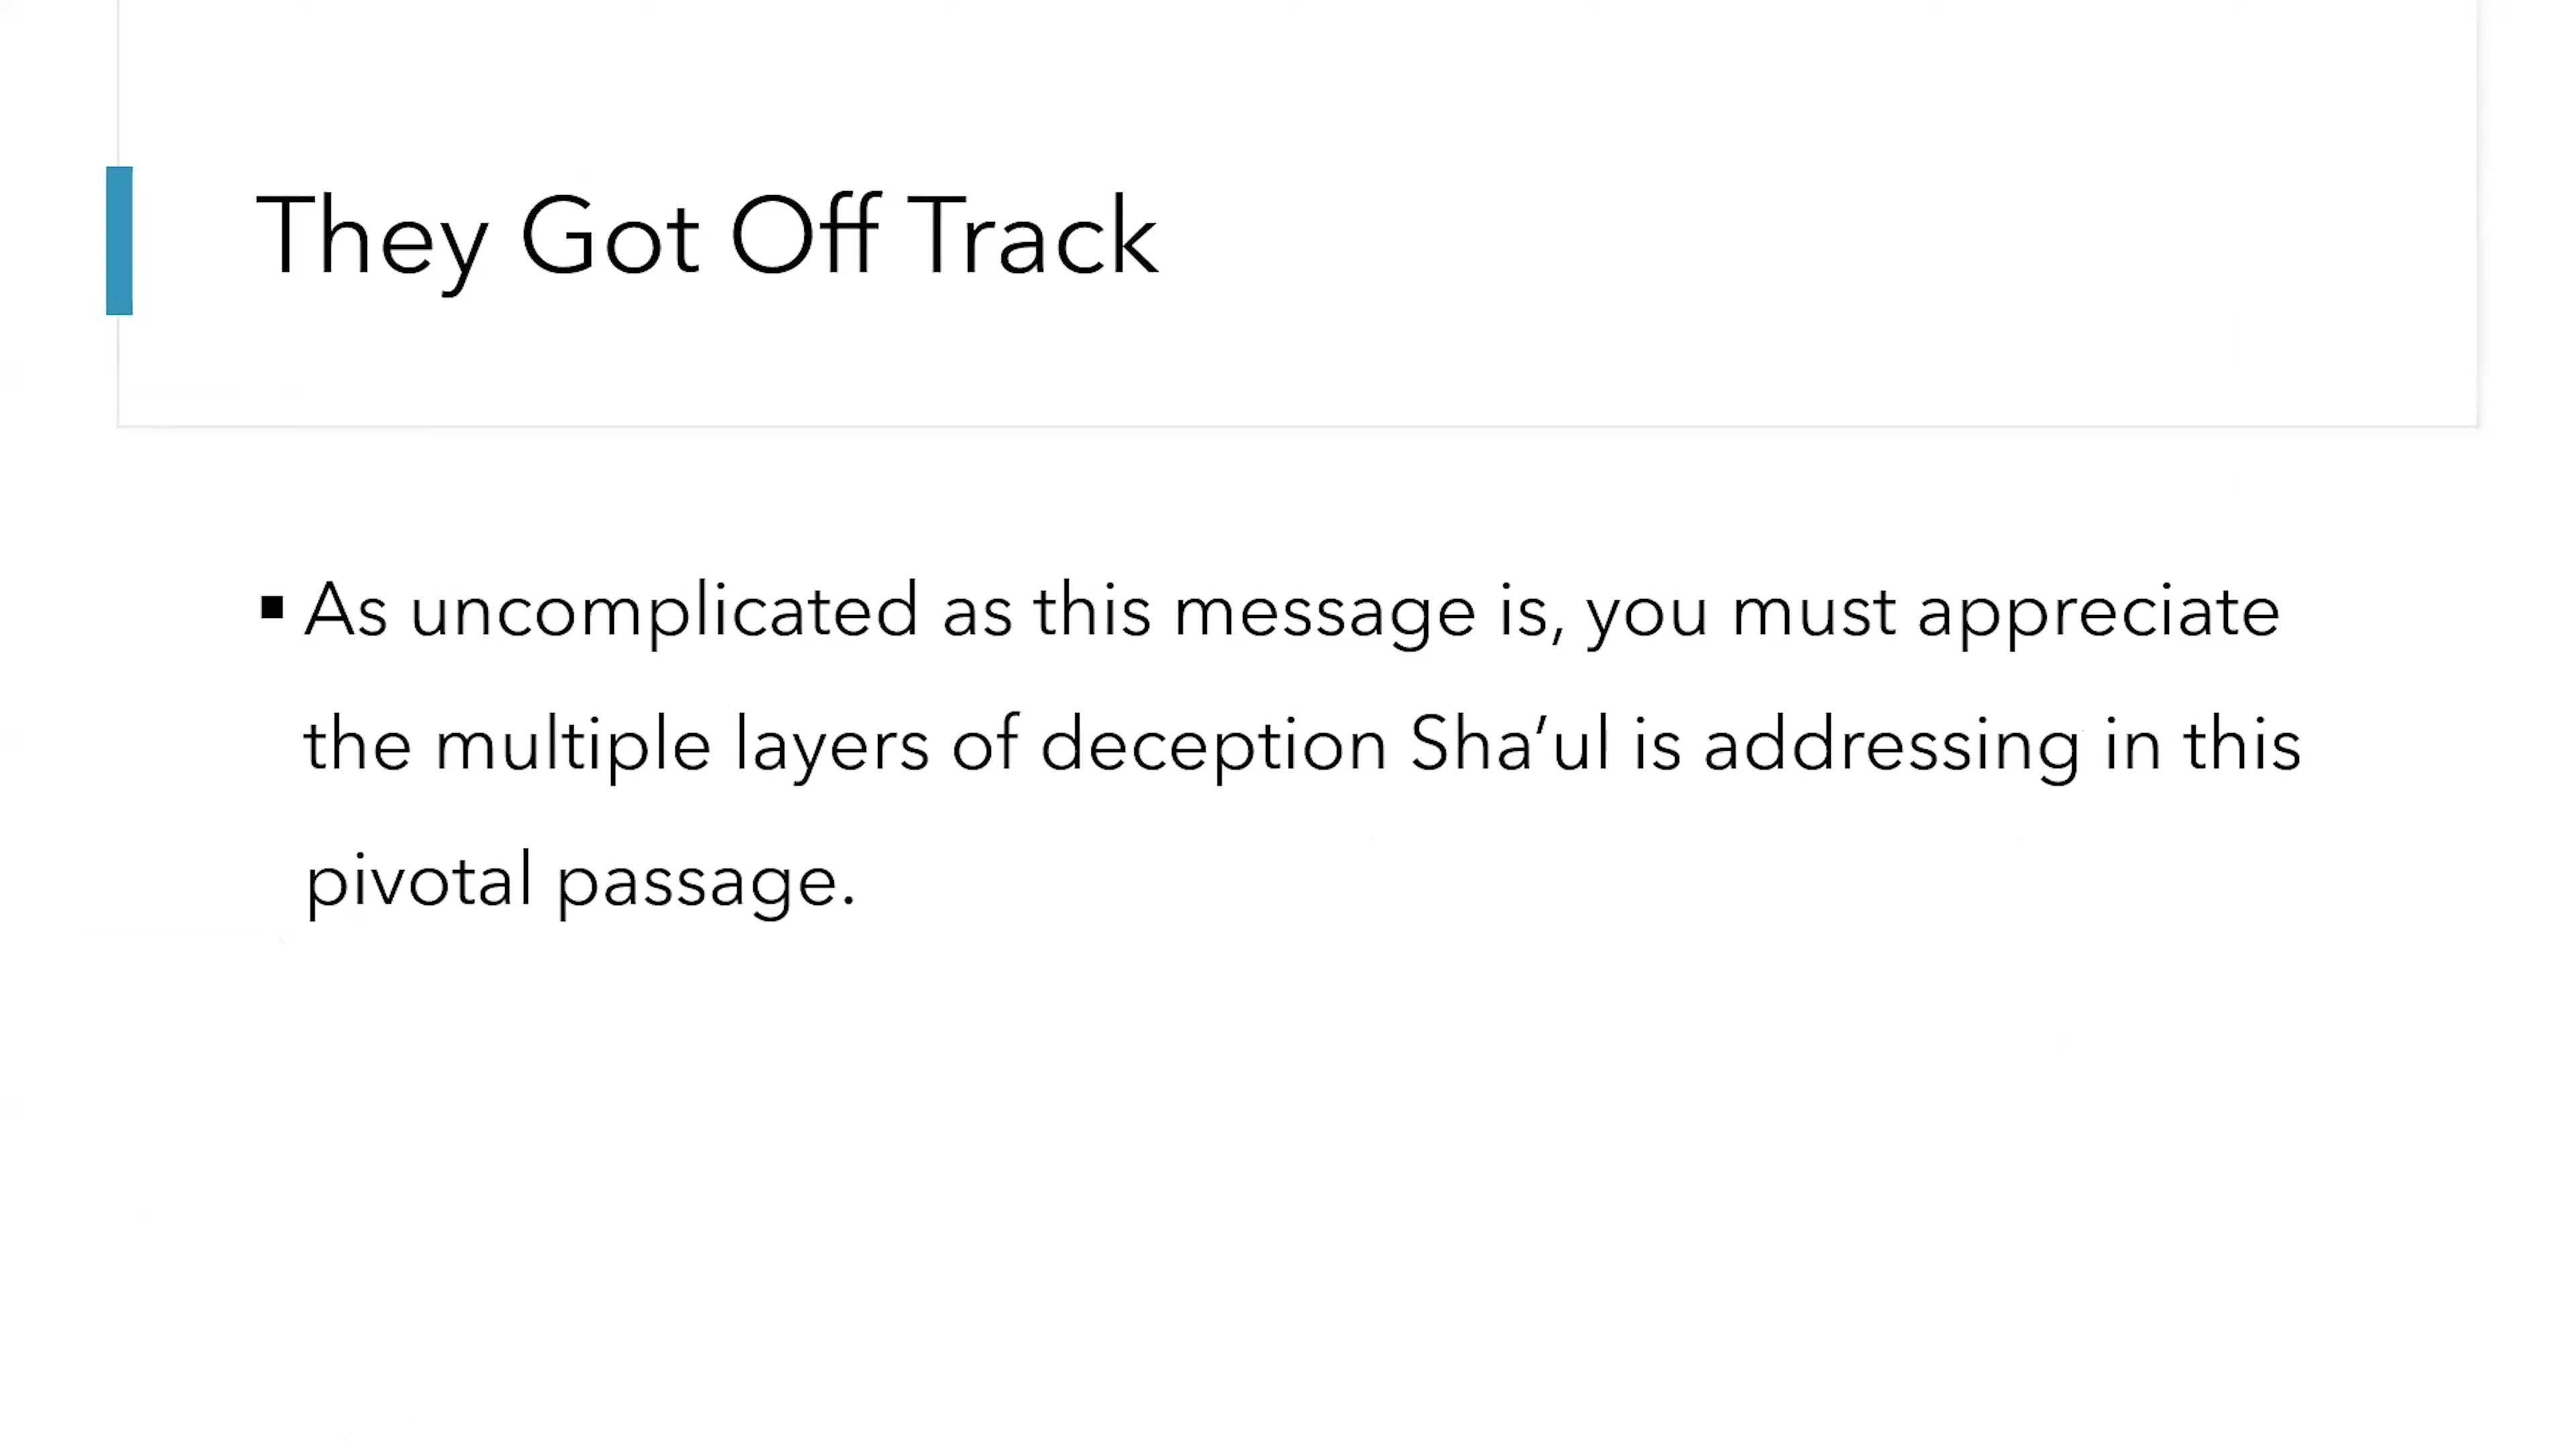 They Got Off Track
▪ As uncomplicated as this message is, you must appreciate
the multiple layers of deception Sha’ul is addressing in this
pivotal passage.